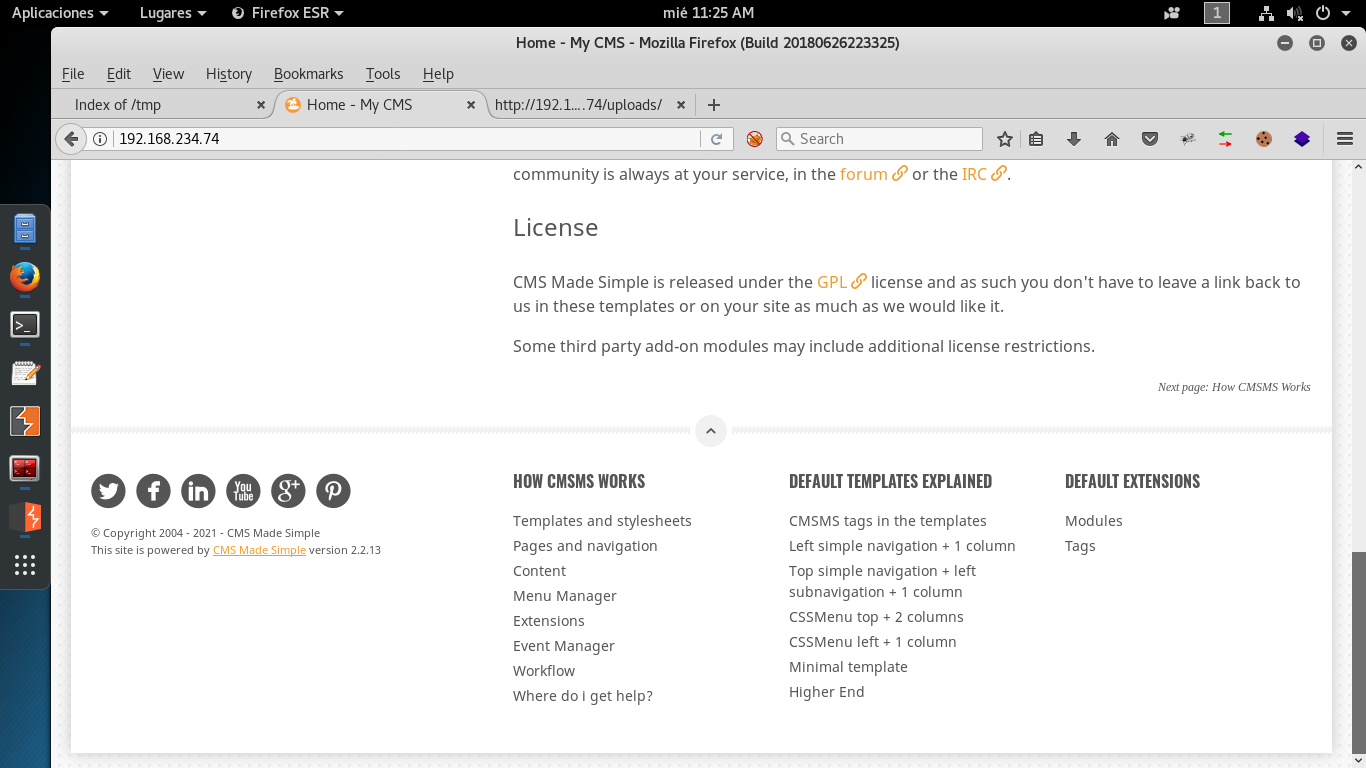 Aplicaciones Lugares Firefox ESR mié 11:25 AM 1
Home - My CMS - Mozilla Firefox (Build 20180626223325)
File Edit View History Bookmarks Tools Help
Index of /tmp Home - My CMS http://192.1….74/uploads/
192.168.234.74 Search
community is always at your service, in the forum or the IRC.
License
CMS Made Simple is released under the GPL license and as such you don't have to leave a link back to
us in these templates or on your site as much as we would like it.
Some third party add-on modules may include additional license restrictions.
Next page: How CMSMS Works
You Tube g+
© Copyright 2004 - 2021 - CMS Made Simple
This site is powered by CMS Made Simple version 2.2.13
HOW CMSMS WORKS
Templates and stylesheets
Pages and navigation
Content
Menu Manager
Extensions
Event Manager
Workflow
Where do i get help?
DEFAULT TEMPLATES EXPLAINED
CMSMS tags in the templates
Left simple navigation + 1 column
Top simple navigation + left
subnavigation + 1 column
CSSMenu top + 2 columns
CSSMenu left + 1 column
Minimal template
Higher End
DEFAULT EXTENSIONS
Modules
Tags